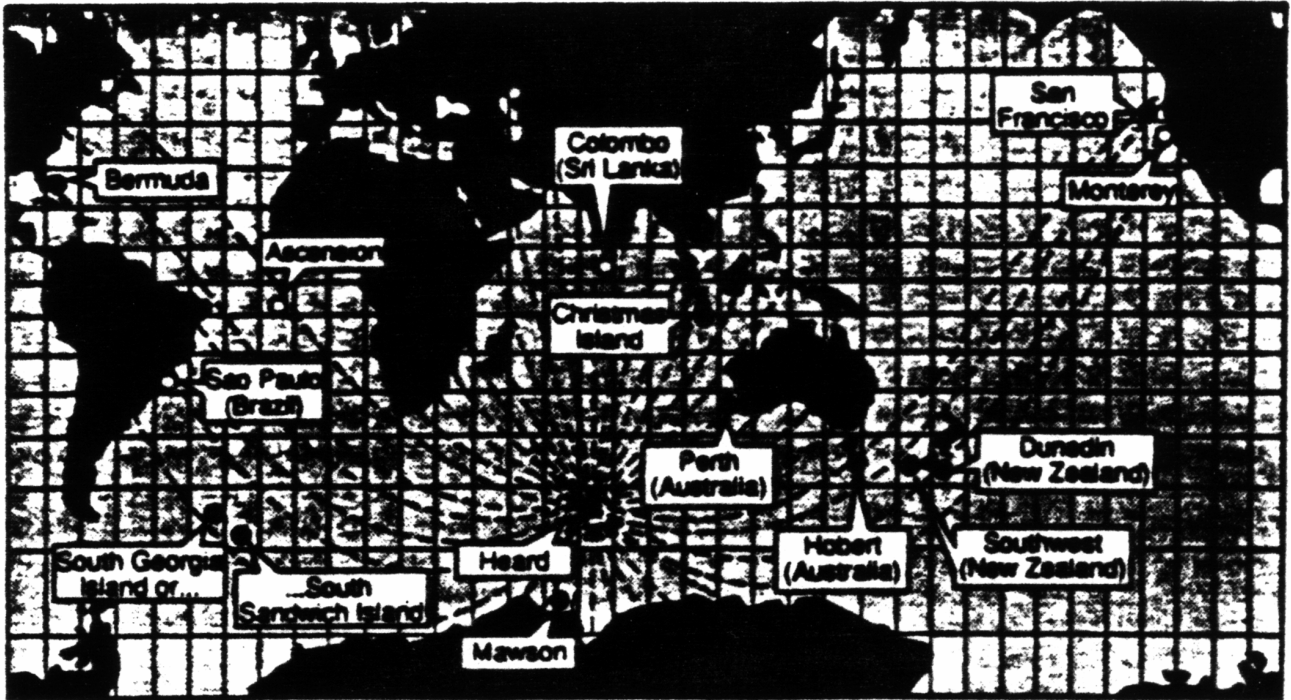 San
Francisco
Colombo
(Sri Lanka)
Bermuda
Monterey
Ascension
Christmas
Island
Sao Paulo
(Brazil)
Perth
(Australia)
Dunedin
(New Zealand)
South Georgia
Island or...
...South
Sandwich Island
Heard
Hobert
(Australia)
Southwest
(New Zealand)
Mawson